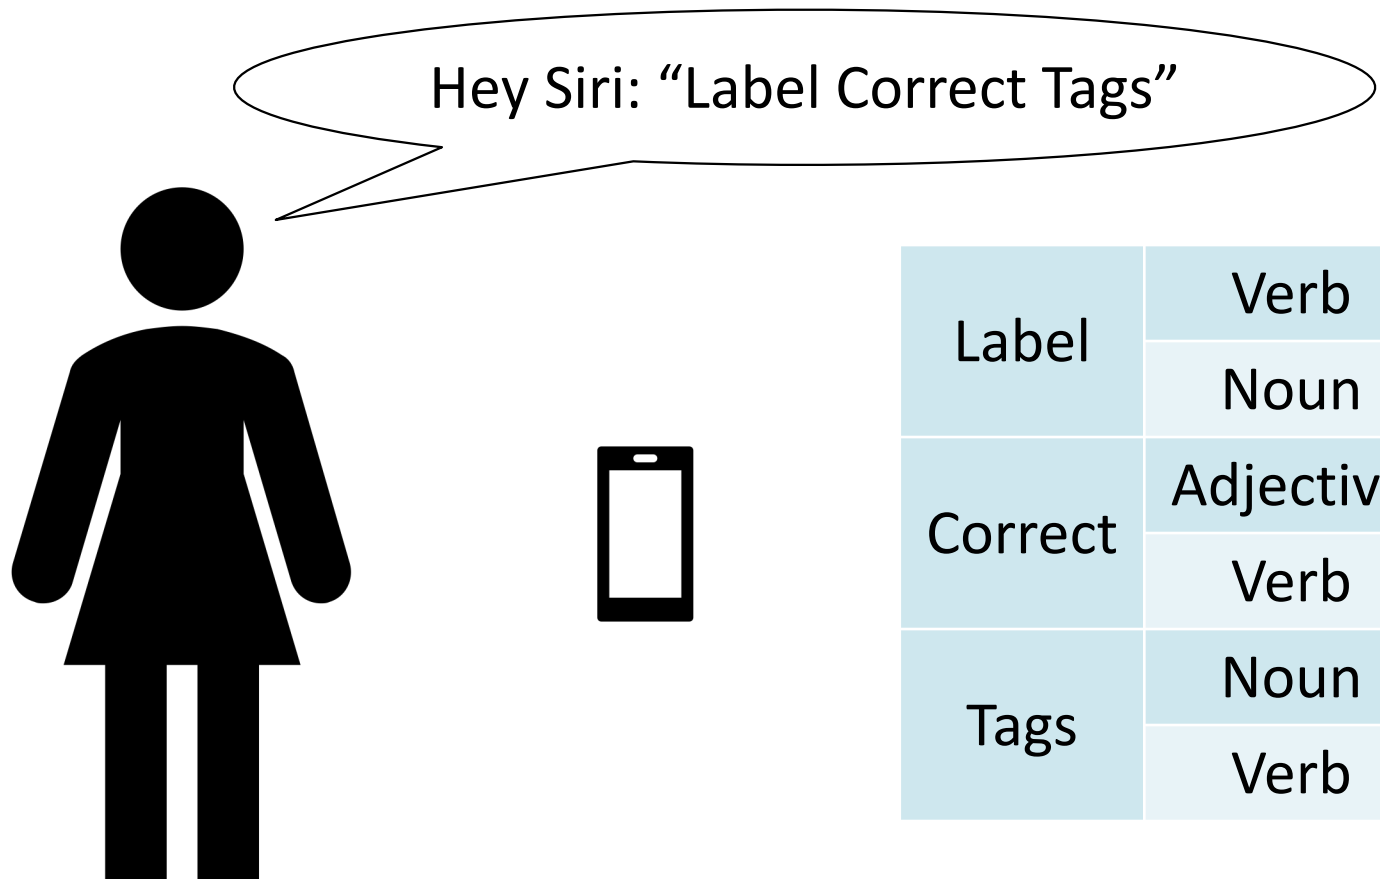 Hey Siri: “Label Correct Tags”
Label
Verb
Noun
Correct
Adjectiv
Verb
Tags
Noun
Verb